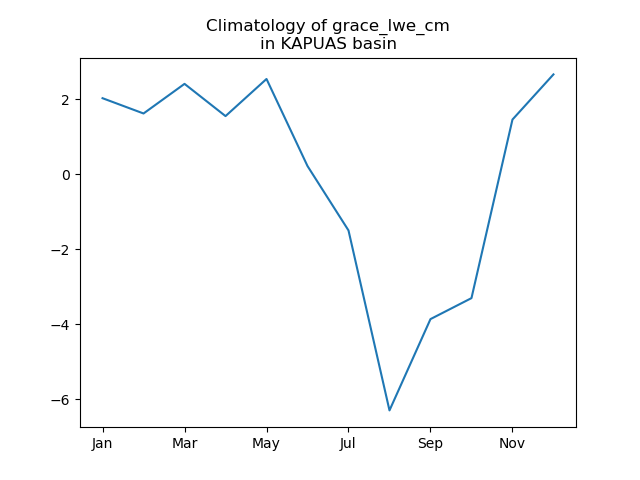 Climatology of grace_lwe_cm
in KAPUAS basin
2
0
−2
−4
−6
Jan
Mar
May
Jul
Sep
Nov